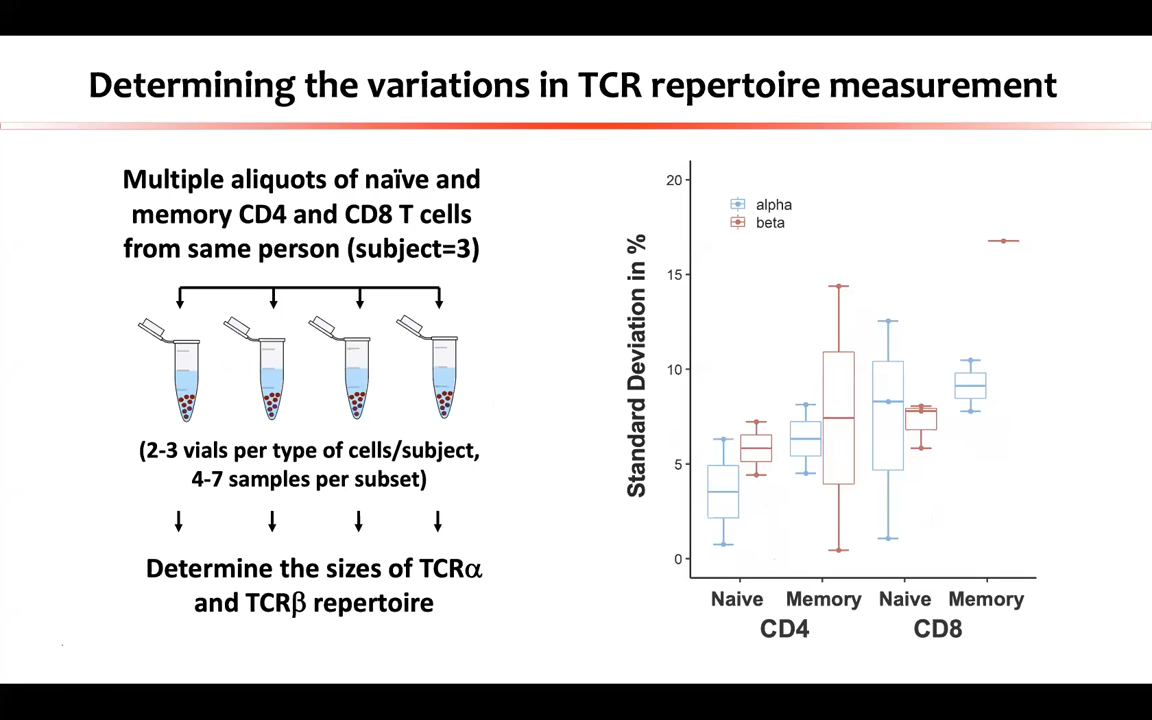 Determining the variations in TCR repertoire measurement
Multiple aliquots of naïve and
memory CD4 and CD8 T cells
from same person (subject=3)
(2-3 vials per type of cells/subject,
4-7 samples per subset)
Determine the sizes of TCRα
and TCRβ repertoire
Standard Deviation in %
20
15
10
5
0
alpha
beta
Naive Memory Naive Memory
CD4 CD8